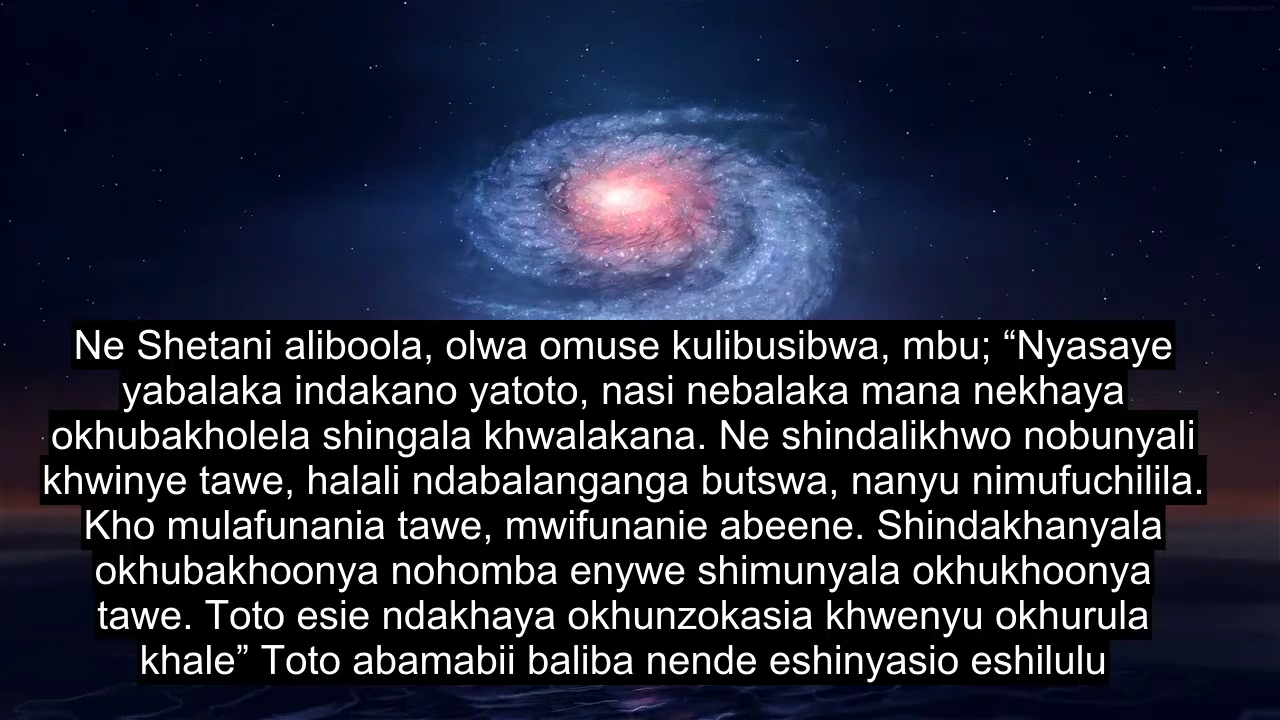 Ne Shetani aliboola, olwa omuse kulibusibwa, mbu; “Nyasaye
yabalaka indakano yatoto, nasi nebalaka mana nekhaya
okhubakholela shingala khwalakana. Ne shindalikhwo nobunyali
khwinye tawe, halali ndabalanganga butswa, nanyu nimufuchilila.
Kho mulafunania tawe, mwifunanie abeene. Shindakhanyala
okhubakhoonya nohomba enywe shimunyala okhukhoonya
tawe. Toto esie ndakhaya okhunzokasia khwenyu okhurula
khale” Toto abamabii baliba nende eshinyasio eshilulu